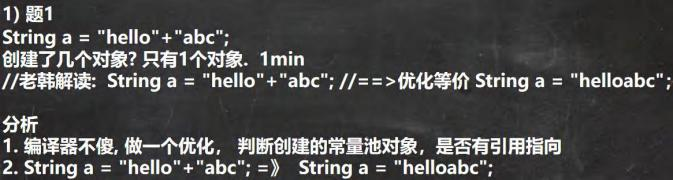 1) 题1
String a = "hello"+"abc";
创建了几个对象? 只有1个对象.  1min
//老韩解读:  String a = "hello"+"abc"; //==>优化等价 String a = "helloabc";
分析
1. 编译器不傻, 做一个优化， 判断创建的常量池对象，是否有引用指向
2. String a = "hello"+"abc"; =》  String a = "helloabc";